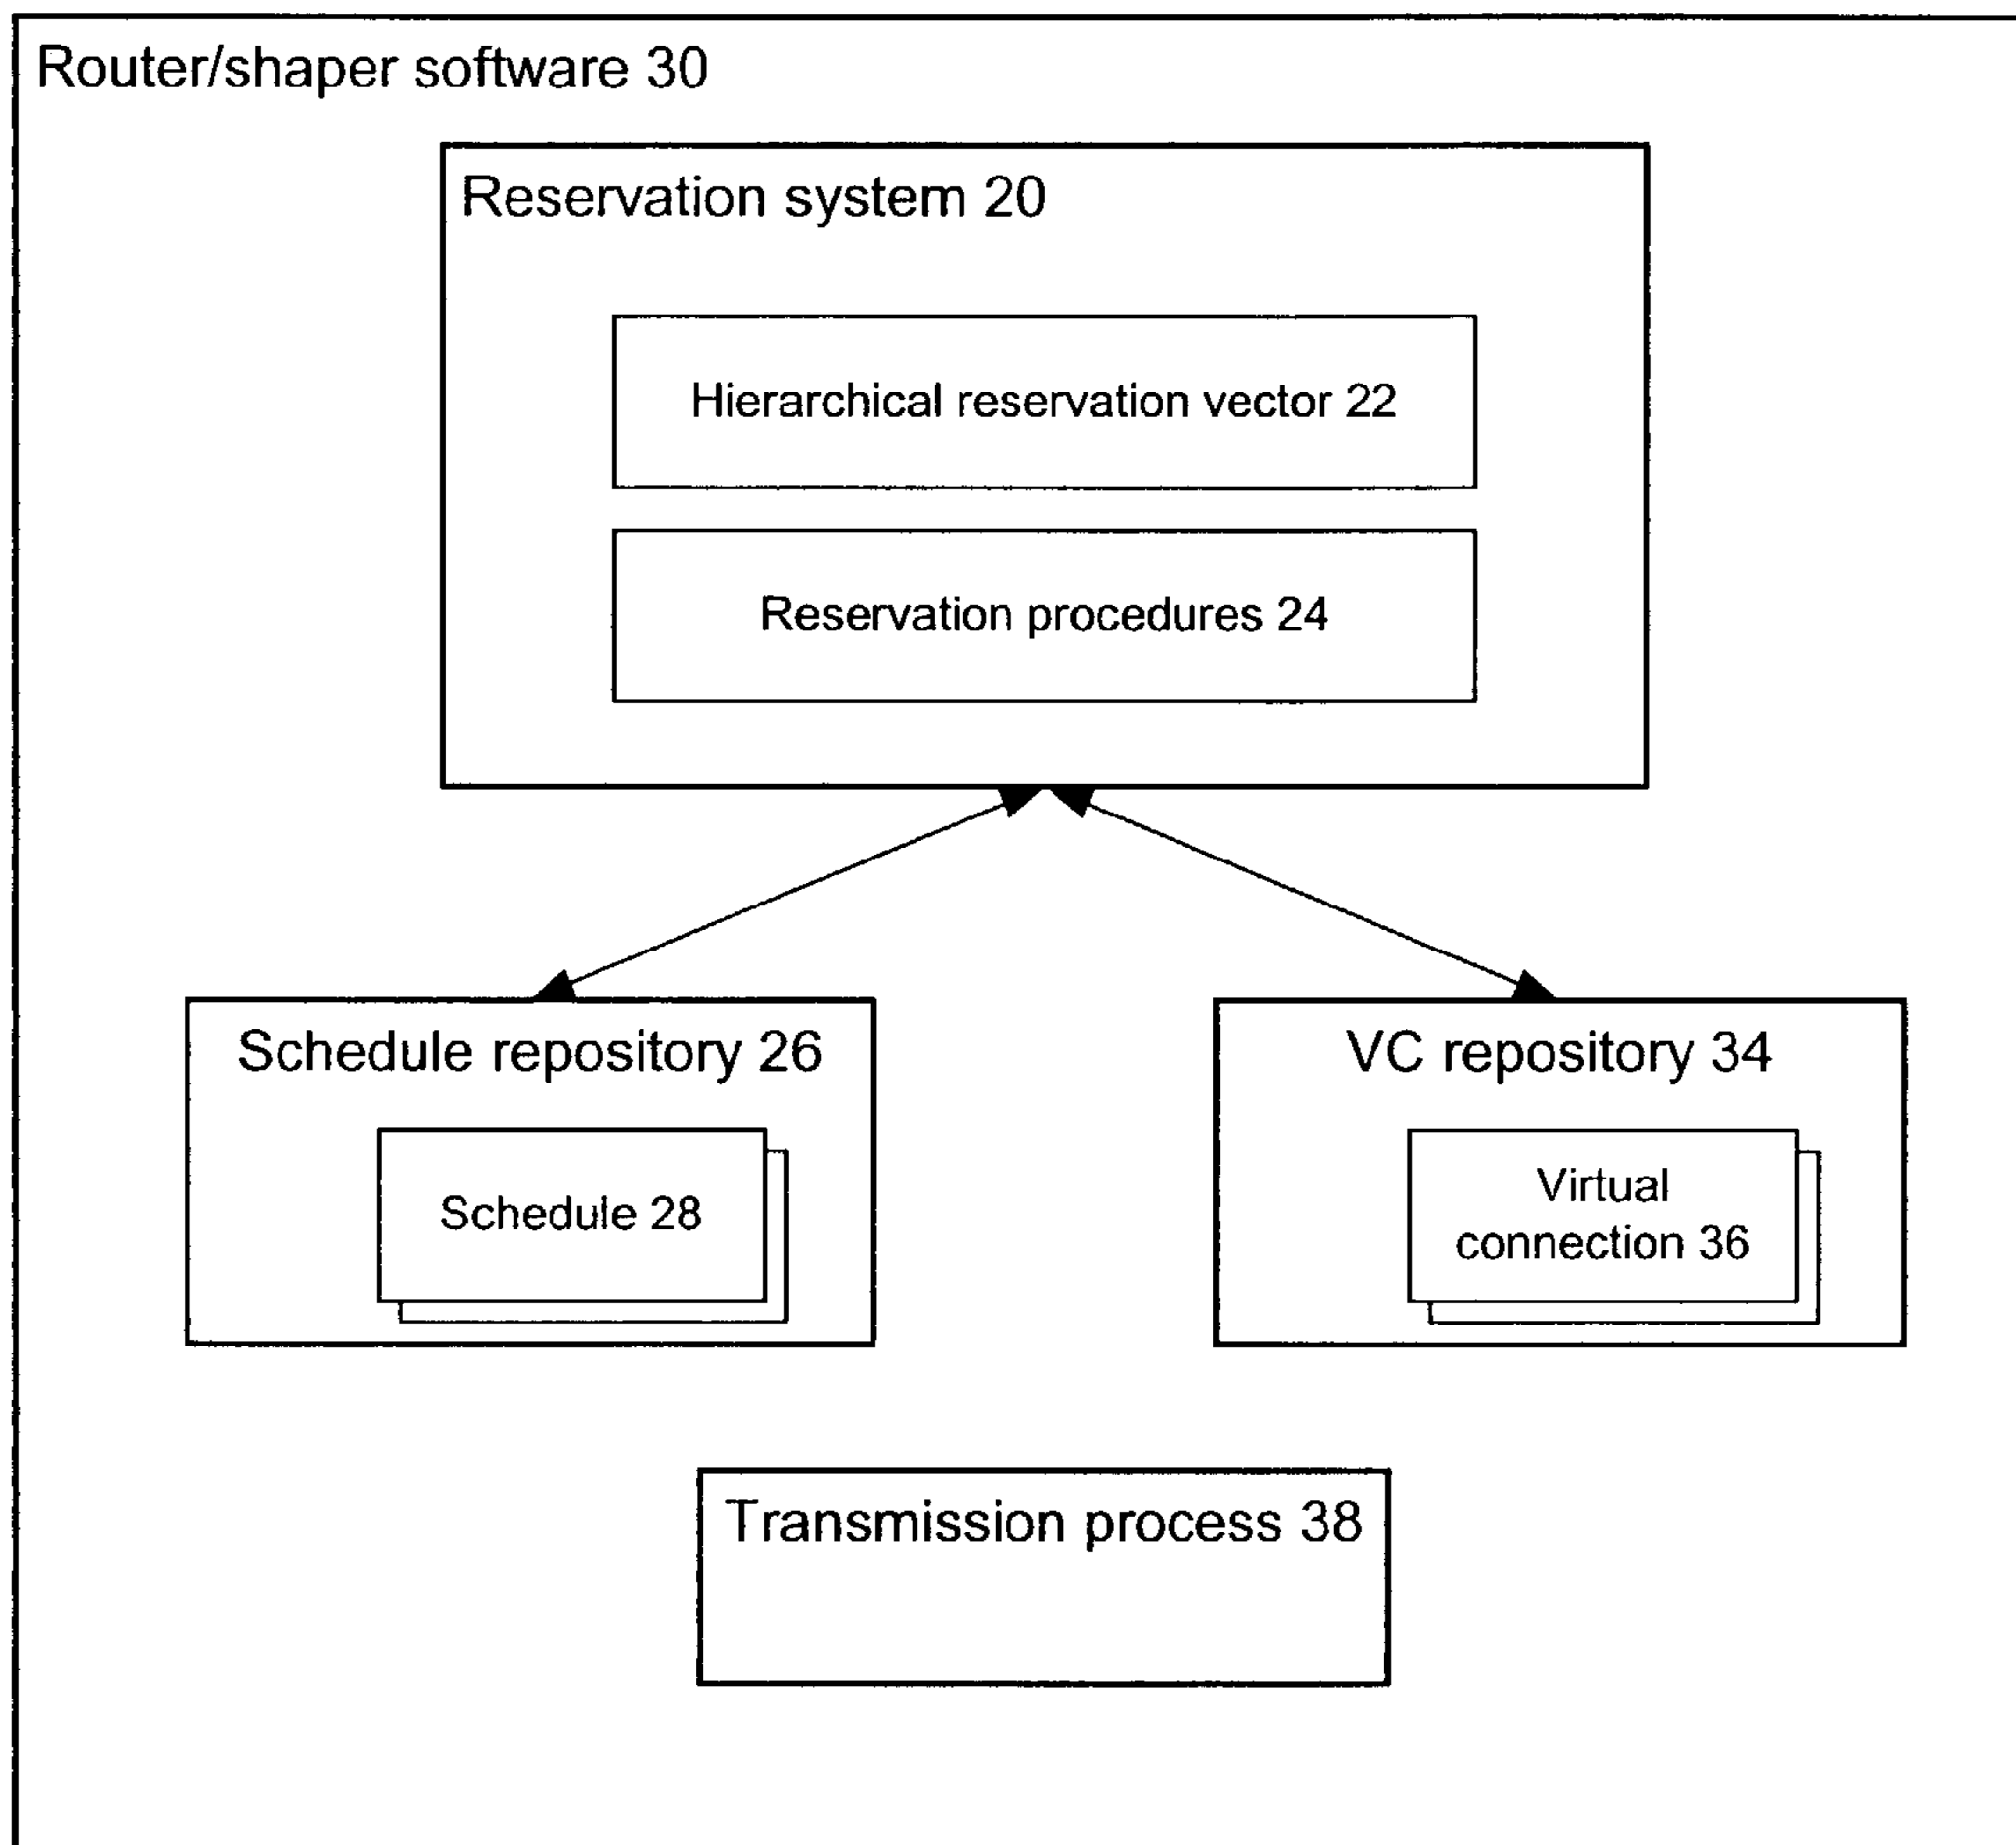 Router/shaper software 30
Reservation system 20
Hierarchical reservation vector 22
Reservation procedures 24
Schedule repository 26
Schedule 28
VC repository 34
Virtual
connection 36
Transmission process 38